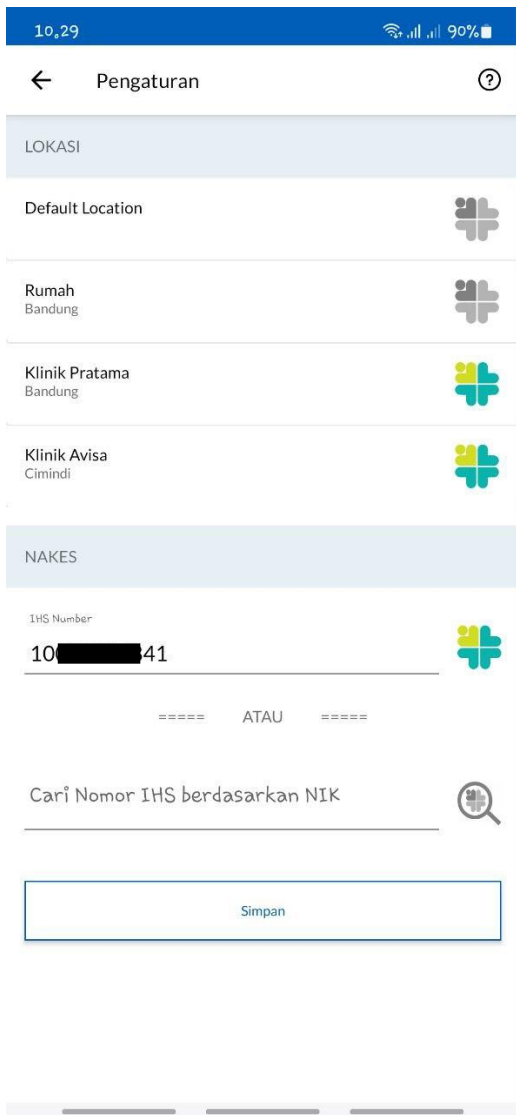 10,29
90%
Pengaturan
LOKASI
Default Location
Rumah
Bandung
Klinik Pratama
Bandung
Klinik Avisa
Cimindi
NAKES
IHS Number
10 41
===== ATAU =====
Cari Nomor IHS berdasarkan NIK
Simpan